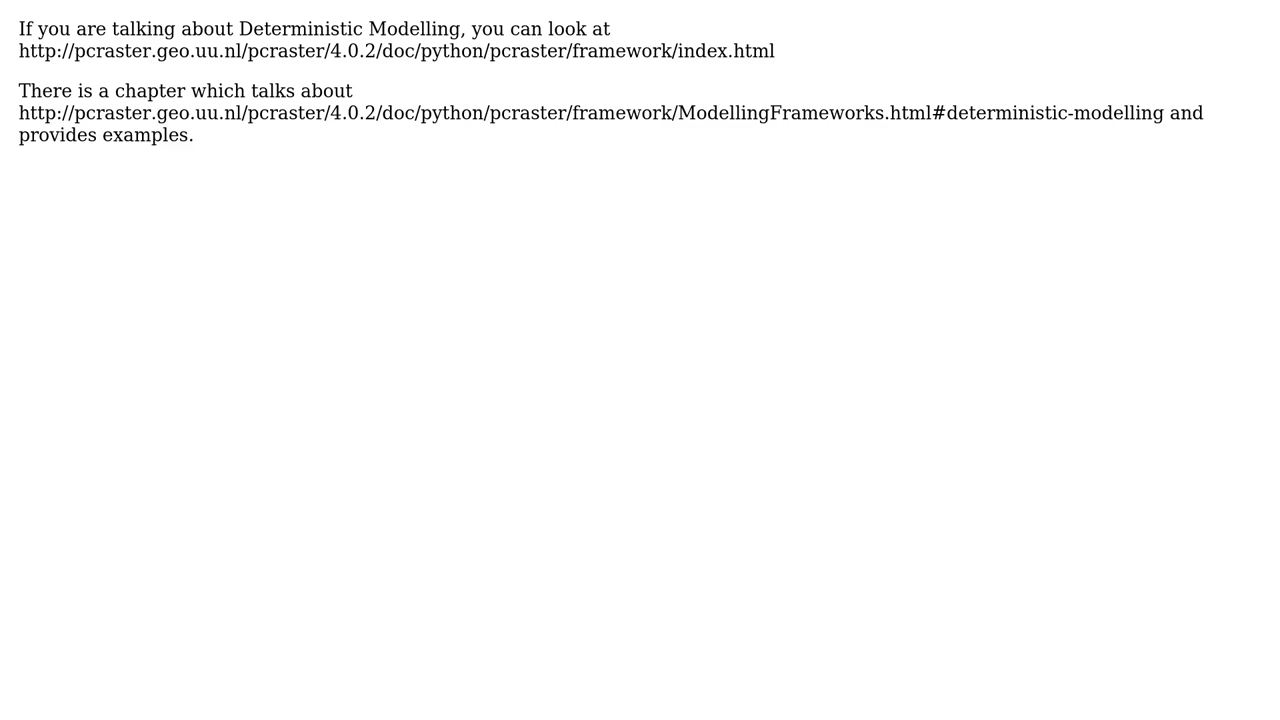 If you are talking about Deterministic Modelling, you can look at
http://pcraster.geo.uu.nl/pcraster/4.0.2/doc/python/pcraster/framework/index.html
There is a chapter which talks about
http://pcraster.geo.uu.nl/pcraster/4.0.2/doc/python/pcraster/framework/ModellingFrameworks.html#deterministic-modelling and
provides examples.